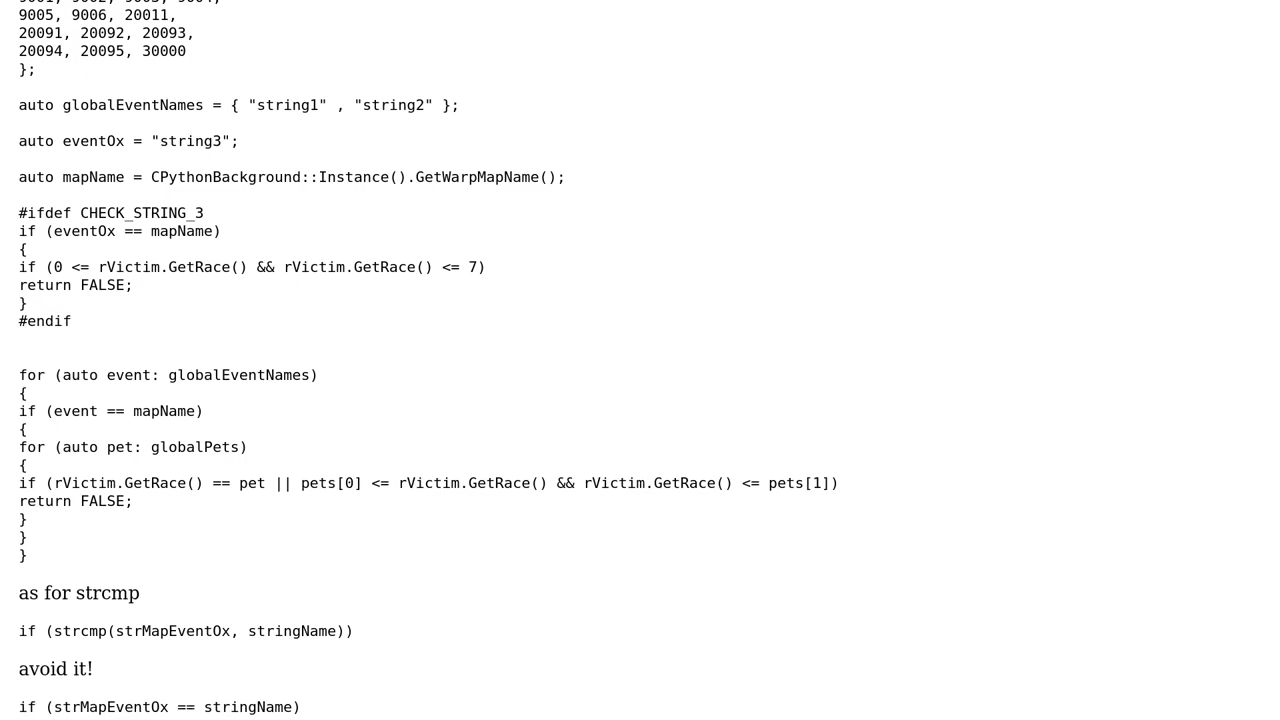 9005, 9006, 20011,
20091, 20092, 20093,
20094, 20095, 30000
};
auto globalEventNames = { "string1" , "string2" };
auto eventOx = "string3";
auto mapName = CPythonBackground::Instance().GetWarpMapName();
#ifdef CHECK_STRING_3
if (eventOx == mapName)
{
if (0 <= rVictim.GetRace() && rVictim.GetRace() <= 7)
return FALSE;
}
#endif
for (auto event: globalEventNames)
{
if (event == mapName)
{
for (auto pet: globalPets)
{
if (rVictim.GetRace() == pet || pets[0] <= rVictim.GetRace() && rVictim.GetRace() <= pets[1])
return FALSE;
}
}
}
as for strcmp
if (strcmp(strMapEventOx, stringName))
avoid it!
if (strMapEventOx == stringName)